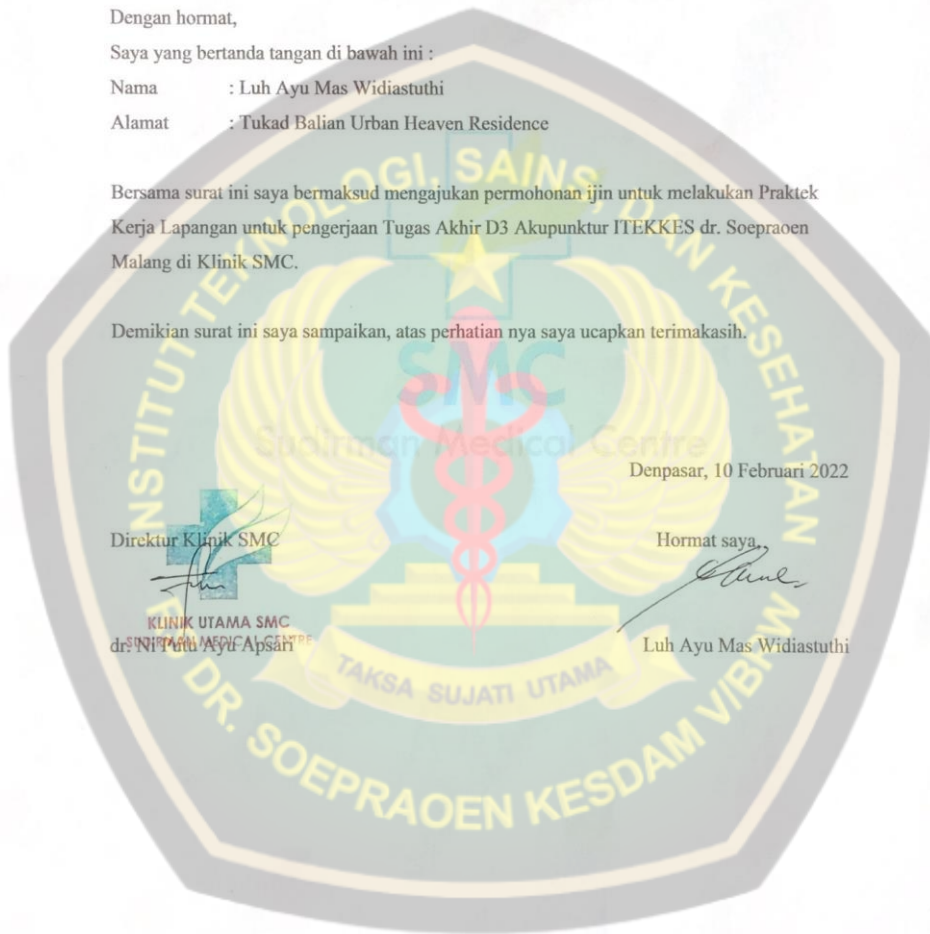 Dengan hormat,
Saya yang bertanda tangan di bawah ini :
Nama : Luh Ayu Mas Widiastuthi
Alamat : Tukad Balian Urban Heaven Residence
Bersama surat ini saya bermaksud mengajukan permohonan ijin untuk melakukan Praktek
Kerja Lapangan untuk pengerjaan Tugas Akhir D3 Akupunktur ITEKKES dr. Soepraoen
Malang di Klinik SMC.
Demikian surat ini saya sampaikan, atas perhatian nya saya ucapkan terimakasih.
SMC
Sudirman Medical Centre
Denpasar, 10 Februari 2022
Direktur Klinik SMC
Hormat saya,
KLINIK UTAMA SMC
SUDIRMAN MEDICAL CENTRE
dr. Ni Putu Ayu Apsari
Luh Ayu Mas Widiastuthi
INSTITUT TEKNOLOGI, SAINS, DAN KESEHATAN
TAKSA SUJATI UTAMA
RS DR. SOEPRAOEN KESDAM V/BRW